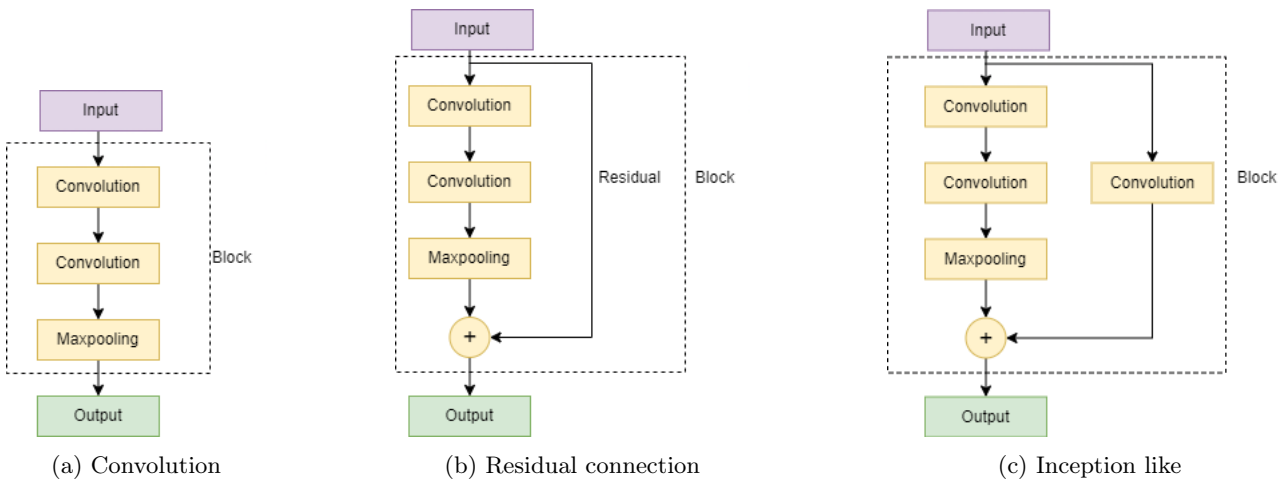 Input
Convolution
Convolution
Block
Maxpooling
Output
(a) Convolution
Input
Convolution
Convolution
Residual
Block
Maxpooling
+
Output
(b) Residual connection
Input
Convolution
Convolution
Convolution
Block
Maxpooling
+
Output
(c) Inception like